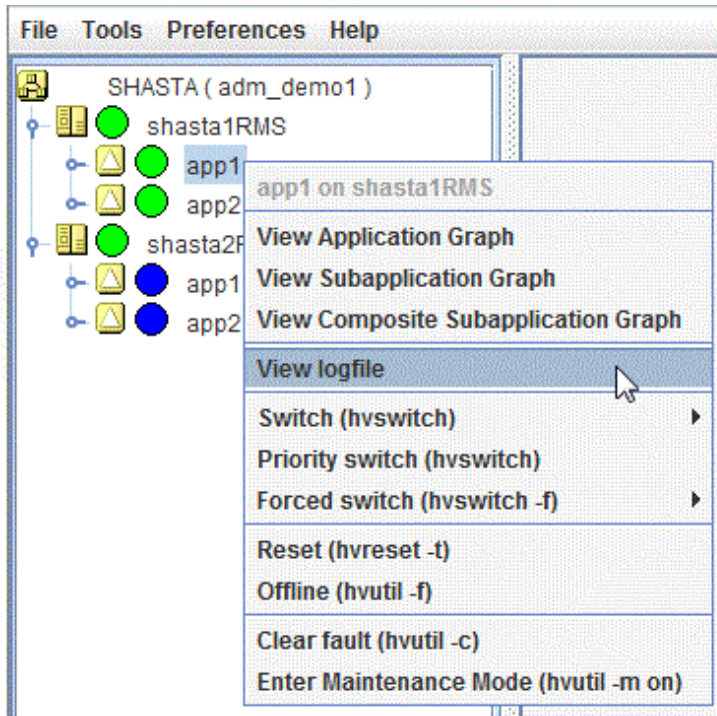 File Tools Preferences Help
SHASTA ( adm_demo1 )
shasta1RMS
app1
app2
shasta2
app1
app2
app1 on shasta1RMS
View Application Graph
View Subapplication Graph
View Composite Subapplication Graph
View logfile
Switch (hvswitch)
Priority switch (hvswitch)
Forced switch (hvswitch -f)
Reset (hvreset -t)
Offline (hvutil -f)
Clear fault (hvutil -c)
Enter Maintenance Mode (hvutil -m on)